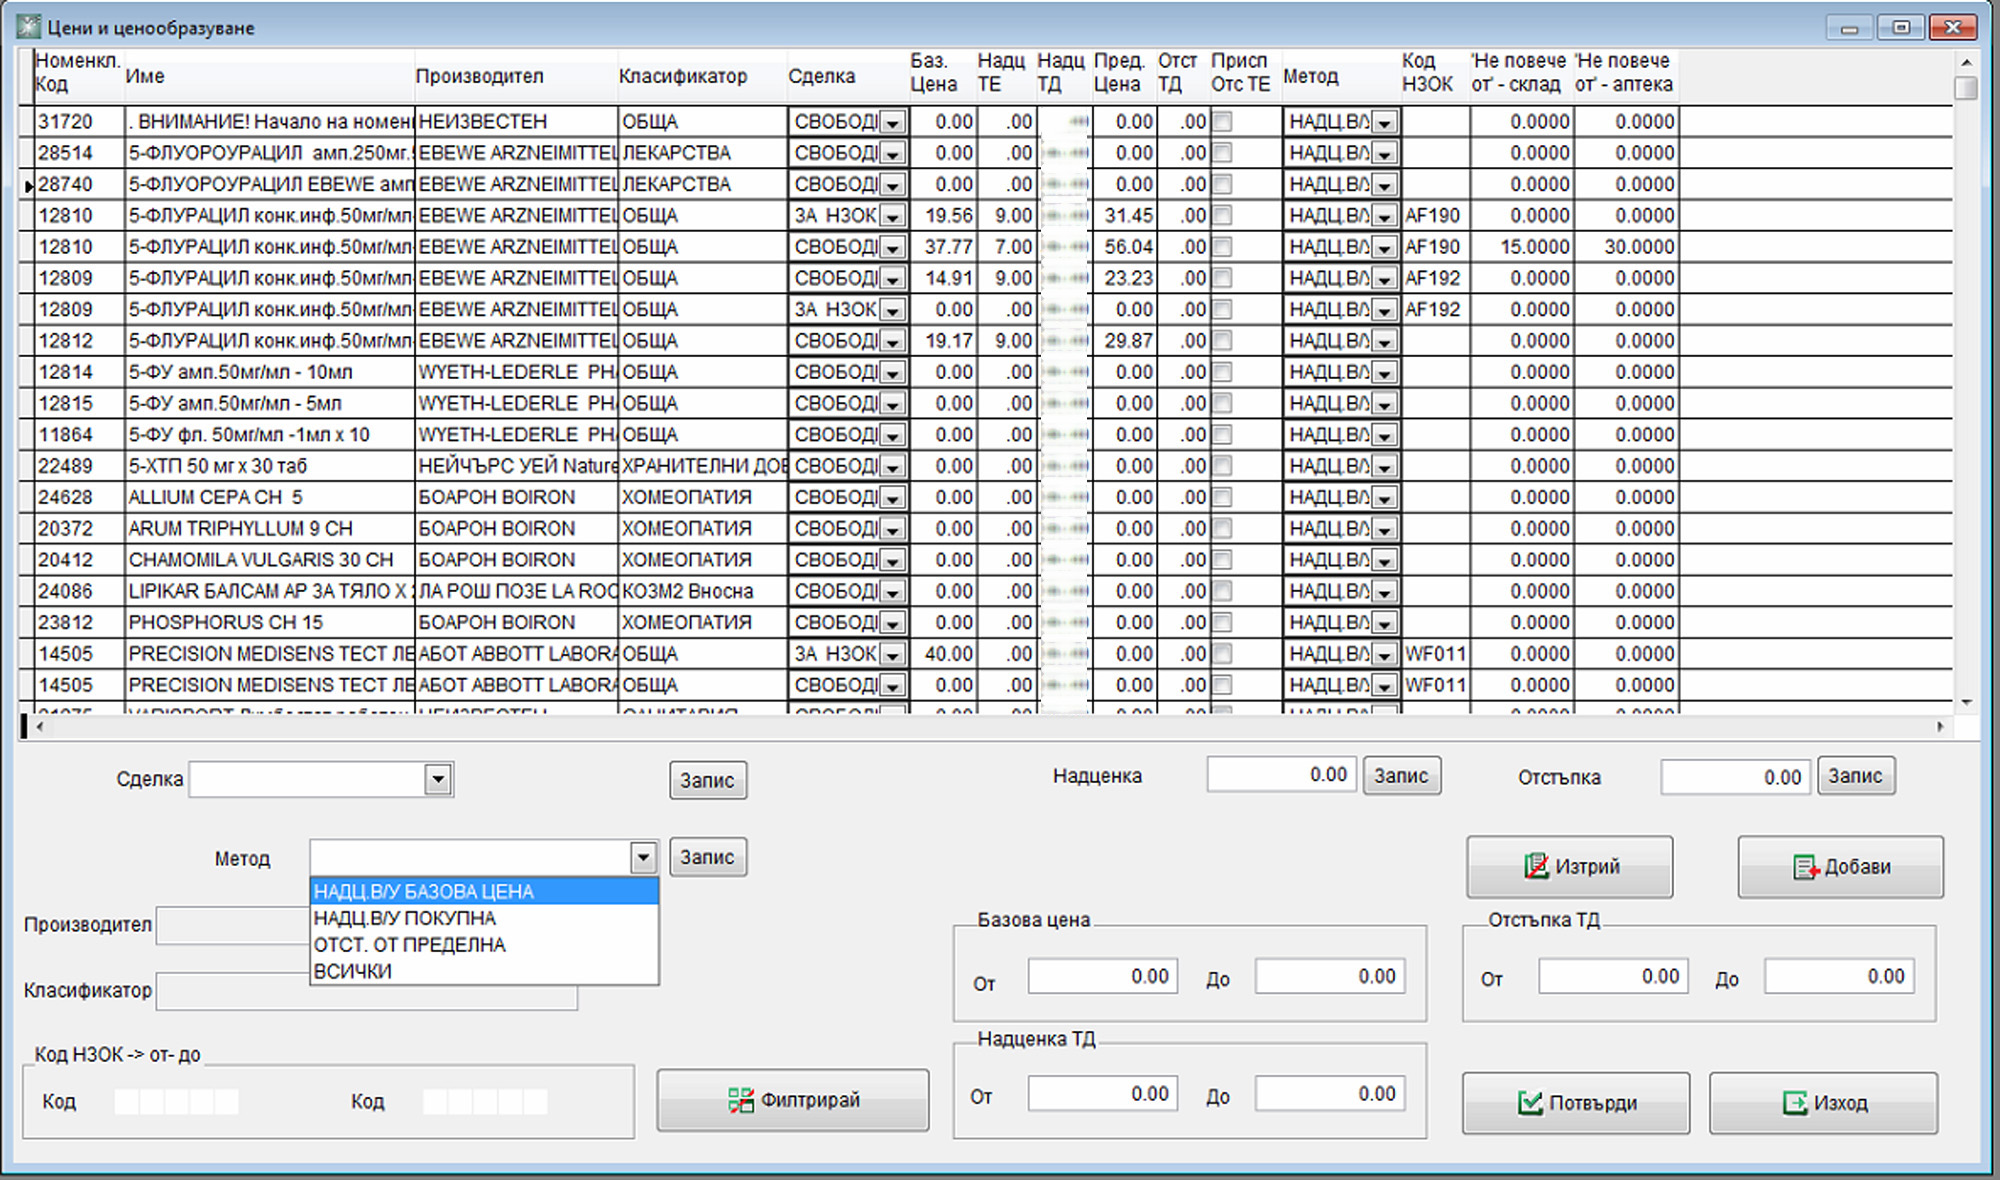 Цени и ценообразуване
Номенкл. Код Име Производител Класификатор Сделка Баз. Цена Надц ТЕ Надц ТД Пред. Цена Отст ТД Присп Отс ТЕ Метод Код НЗОК 'Не повече от' - склад 'Не повече от' - аптека
31720 . ВНИМАНИЕ! Начало на номен НЕИЗВЕСТЕН ОБЩА СВОБОД 0.00 .00 0.00 .00 НАДЦ.В/ 0.0000 0.0000
28514 5-ФЛУОРОУРАЦИЛ амп.250мг. EBEWE ARZNEIMITTEL ЛЕКАРСТВА СВОБОД 0.00 .00 0.00 .00 НАДЦ.В/ 0.0000 0.0000
28740 5-ФЛУОРОУРАЦИЛ EBEWE амп EBEWE ARZNEIMITTEL ЛЕКАРСТВА СВОБОД 0.00 .00 0.00 .00 НАДЦ.В/ 0.0000 0.0000
12810 5-ФЛУРАЦИЛ конк.инф.50мг/мл- EBEWE ARZNEIMITTEL ОБЩА ЗА НЗОК 19.56 9.00 31.45 .00 НАДЦ.В/ AF190 0.0000 0.0000
12810 5-ФЛУРАЦИЛ конк.инф.50мг/мл- EBEWE ARZNEIMITTEL ОБЩА СВОБОД 37.77 7.00 56.04 .00 НАДЦ.В/ AF190 15.0000 30.0000
12809 5-ФЛУРАЦИЛ конк.инф.50мг/мл- EBEWE ARZNEIMITTEL ОБЩА СВОБОД 14.91 9.00 23.23 .00 НАДЦ.В/ AF192 0.0000 0.0000
12809 5-ФЛУРАЦИЛ конк.инф.50мг/мл- EBEWE ARZNEIMITTEL ОБЩА ЗА НЗОК 0.00 .00 0.00 .00 НАДЦ.В/ AF192 0.0000 0.0000
12812 5-ФЛУРАЦИЛ конк.инф.50мг/мл- EBEWE ARZNEIMITTEL ОБЩА СВОБОД 19.17 9.00 29.87 .00 НАДЦ.В/ 0.0000 0.0000
12814 5-ФУ амп.50мг/мл - 10мл WYETH-LEDERLE PHA ОБЩА СВОБОД 0.00 .00 0.00 .00 НАДЦ.В/ 0.0000 0.0000
12815 5-ФУ амп.50мг/мл - 5мл WYETH-LEDERLE PHA ОБЩА СВОБОД 0.00 .00 0.00 .00 НАДЦ.В/ 0.0000 0.0000
11864 5-ФУ фл. 50мг/мл -1мл x 10 WYETH-LEDERLE PHA ОБЩА СВОБОД 0.00 .00 0.00 .00 НАДЦ.В/ 0.0000 0.0000
22489 5-ХТП 50 мг х 30 таб НЕЙЧЪРС УЕЙ Nature ХРАНИТЕЛНИ ДОБ СВОБОД 0.00 .00 0.00 .00 НАДЦ.В/ 0.0000 0.0000
24628 ALLIUM CEPA CH 5 БОАРОН BOIRON ХОМЕОПАТИЯ СВОБОД 0.00 .00 0.00 .00 НАДЦ.В/ 0.0000 0.0000
20372 ARUM TRIPHYLLUM 9 CH БОАРОН BOIRON ХОМЕОПАТИЯ СВОБОД 0.00 .00 0.00 .00 НАДЦ.В/ 0.0000 0.0000
20412 CHAMOMILA VULGARIS 30 CH БОАРОН BOIRON ХОМЕОПАТИЯ СВОБОД 0.00 .00 0.00 .00 НАДЦ.В/ 0.0000 0.0000
24086 LIPIKAR БАЛСАМ АР ЗА ТЯЛО Х ЛА РОШ ПОЗЕ LA ROC КОЗМ2 Вносна СВОБОД 0.00 .00 0.00 .00 НАДЦ.В/ 0.0000 0.0000
23812 PHOSPHORUS CH 15 БОАРОН BOIRON ХОМЕОПАТИЯ СВОБОД 0.00 .00 0.00 .00 НАДЦ.В/ 0.0000 0.0000
14505 PRECISION MEDISENS ТЕСТ ЛЕ АБОТ ABBOTT LABORA ОБЩА ЗА НЗОК 40.00 .00 0.00 .00 НАДЦ.В/ WF011 0.0000 0.0000
14505 PRECISION MEDISENS ТЕСТ ЛЕ АБОТ ABBOTT LABORA ОБЩА СВОБОД 0.00 .00 0.00 .00 НАДЦ.В/ WF011 0.0000 0.0000
Сделка Запис Надценка 0.00 Запис Отстъпка 0.00 Запис
Метод Запис
НАДЦ.В/У БАЗОВА ЦЕНА
НАДЦ.В/У ПОКУПНА
ОТСТ. ОТ ПРЕДЕЛНА
ВСИЧКИ
Изтрий Добави
Производител
Класификатор
Базова цена
От 0.00 До 0.00
Отстъпка ТД
От 0.00 До 0.00
Код НЗОК -> от- до
Код Код
Филтрирай
Надценка ТД
От 0.00 До 0.00
Потвърди Изход